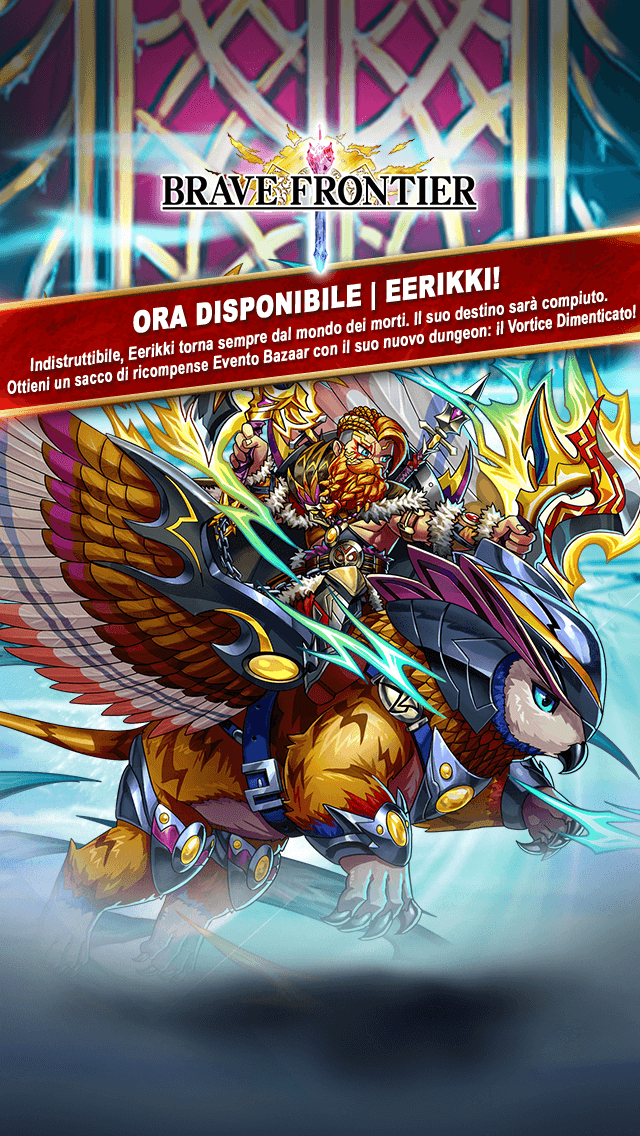 BRAVE FRONTIER
ORA DISPONIBILE | EERIKKI!
Indistruttibile, Eerikki torna sempre dal mondo dei morti. Il suo destino sarà compiuto.
Ottieni un sacco di ricompense Evento Bazaar con il suo nuovo dungeon: il Vortice Dimenticato!